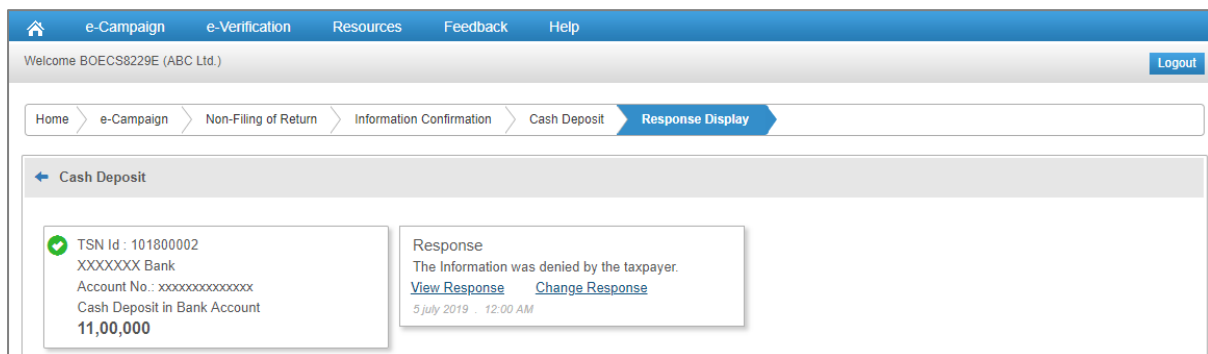 e-Campaign e-Verification Resources Feedback Help
Welcome BOECS8229E (ABC Ltd.) Logout
Home e-Campaign Non-Filing of Return Information Confirmation Cash Deposit Response Display
Cash Deposit
TSN Id : 101800002
XXXXXXX Bank
Account No.: xxxxxxxxxxxxxx
Cash Deposit in Bank Account
11,00,000
Response
The Information was denied by the taxpayer.
View Response Change Response
5 july 2019 . 12:00 AM